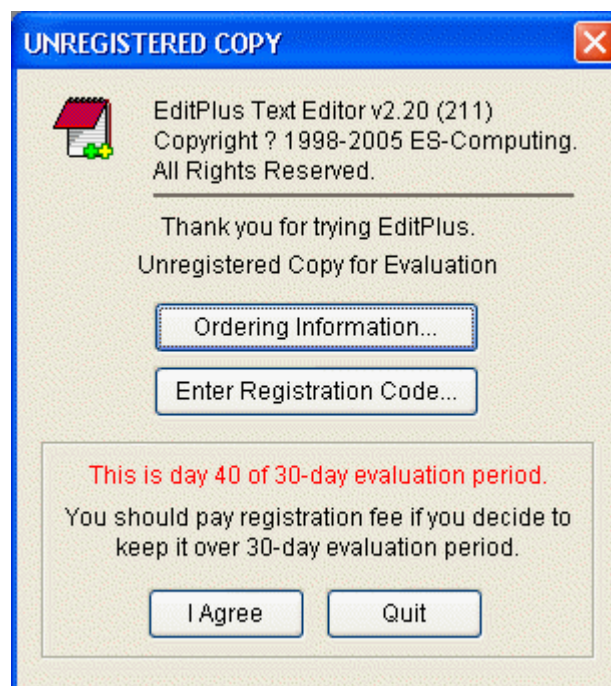 UNREGISTERED COPY
EditPlus Text Editor v2.20 (211)
Copyright ? 1998-2005 ES-Computing.
All Rights Reserved.
Thank you for trying EditPlus.
Unregistered Copy for Evaluation
Ordering Information...
Enter Registration Code...
This is day 40 of 30-day evaluation period.
You should pay registration fee if you decide to
keep it over 30-day evaluation period.
I Agree
Quit